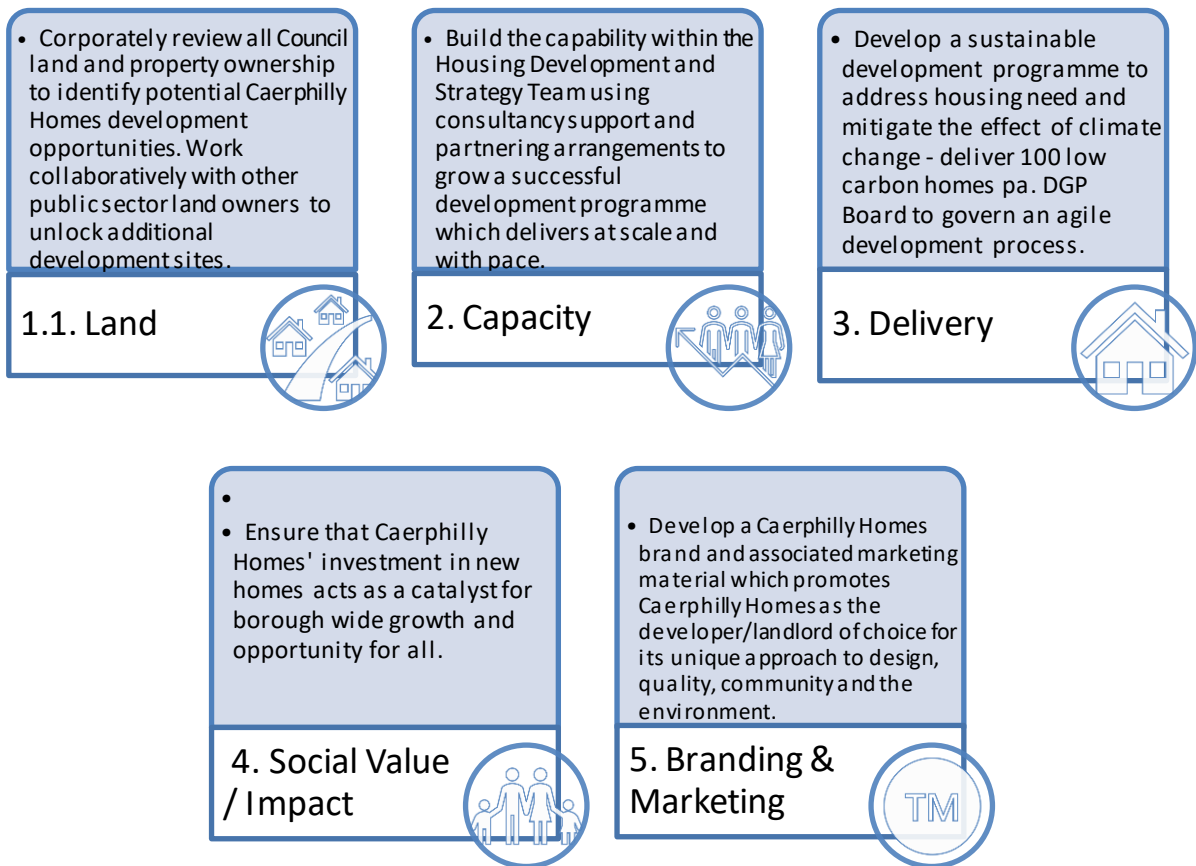 • Corporately review all Council
land and property ownership
to identify potential Caerphilly
Homes development
opportunities. Work
collaboratively with other
public sector land owners to
unlock additional
development sites.
1.1. Land
• Build the capability within the
Housing Development and
Strategy Team using
consultancy support and
partnering arrangements to
grow a successful
development programme
which delivers at scale and
with pace.
2. Capacity
• Develop a sustainable
development programme to
address housing need and
mitigate the effect of climate
change - deliver 100 low
carbon homes pa. DGP
Board to govern an agile
development process.
3. Delivery
•
• Ensure that Caerphilly
Homes' investment in new
homes acts as a catalyst for
borough wide growth and
opportunity for all.
4. Social Value
/ Impact
• Develop a Caerphilly Homes
brand and associated marketing
material which promotes
Caerphilly Homes as the
developer/landlord of choice for
its unique approach to design,
quality, community and the
environment.
5. Branding &
Marketing
TM